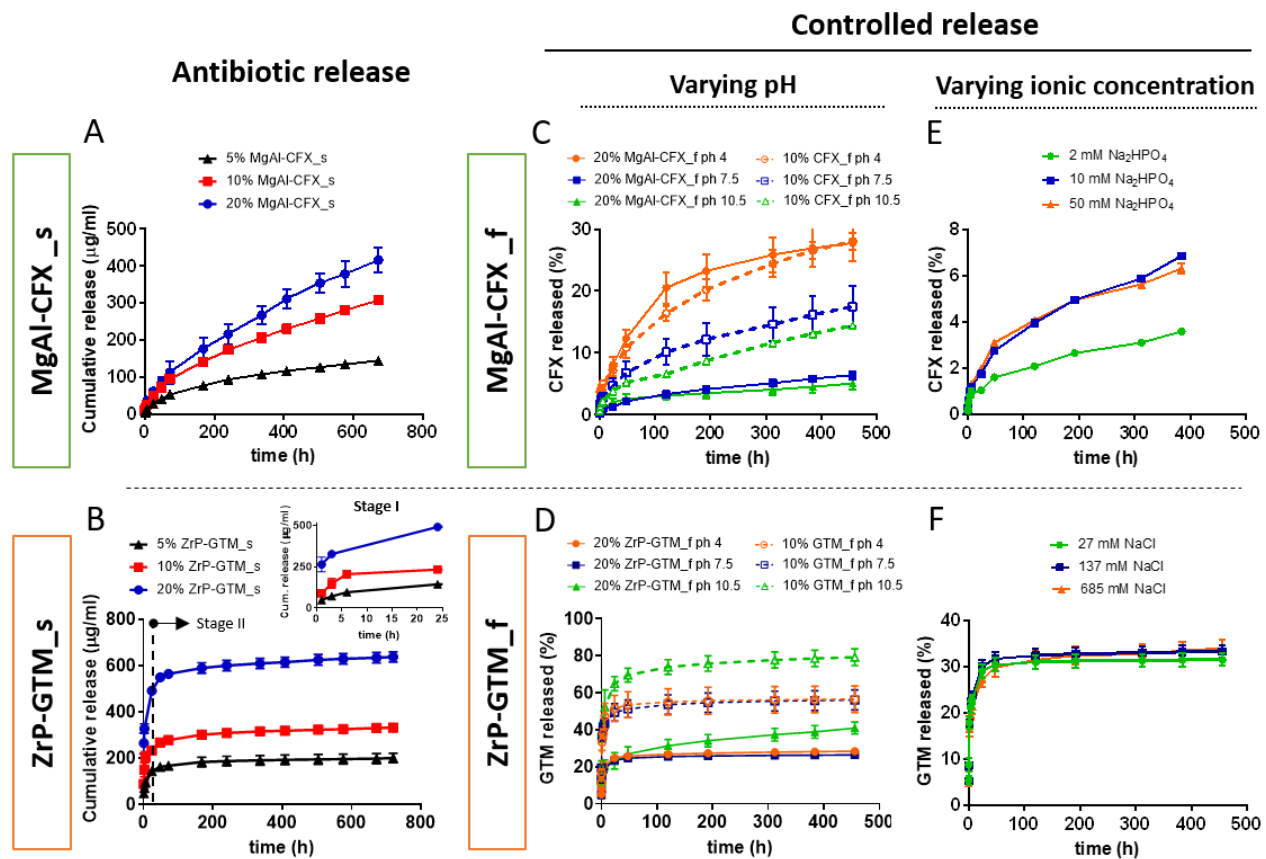 Controlled release
Antibiotic release
Varying pH
Varying ionic concentration
MgAl-CFX_s
A
5% MgAl-CFX_s
10% MgAl-CFX_s
20% MgAl-CFX_s
Cumulative release (µg/ml)
500
400
300
200
100
0
0 200 400 600 800
time (h)
MgAl-CFX_f
C
20% MgAl-CFX_f ph 4
20% MgAl-CFX_f ph 7.5
20% MgAl-CFX_f ph 10.5
10% CFX_f ph 4
10% CFX_f ph 7.5
10% CFX_f ph 10.5
CFX released (%)
30
20
10
0
0 100 200 300 400 500
time (h)
E
2 mM Na₂HPO₄
10 mM Na₂HPO₄
50 mM Na₂HPO₄
CFX released (%)
8
6
4
2
0
0 100 200 300 400 500
time (h)
ZrP-GTM_s
B
5% ZrP-GTM_s
10% ZrP-GTM_s
20% ZrP-GTM_s
Stage I
Cum. release (µg/ml)
500
250
0
0 5 10 15 20 25
time (h)
Stage II
Cumulative release (µg/ml)
800
600
400
200
0
0 200 400 600 800
time (h)
ZrP-GTM_f
D
20% ZrP-GTM_f ph 4
20% ZrP-GTM_f ph 7.5
20% ZrP-GTM_f ph 10.5
10% GTM_f ph 4
10% GTM_f ph 7.5
10% GTM_f ph 10.5
GTM released (%)
100
80
60
40
20
0
0 100 200 300 400 500
time (h)
F
27 mM NaCl
137 mM NaCl
685 mM NaCl
GTM released (%)
40
30
20
10
0
0 100 200 300 400 500
time (h)